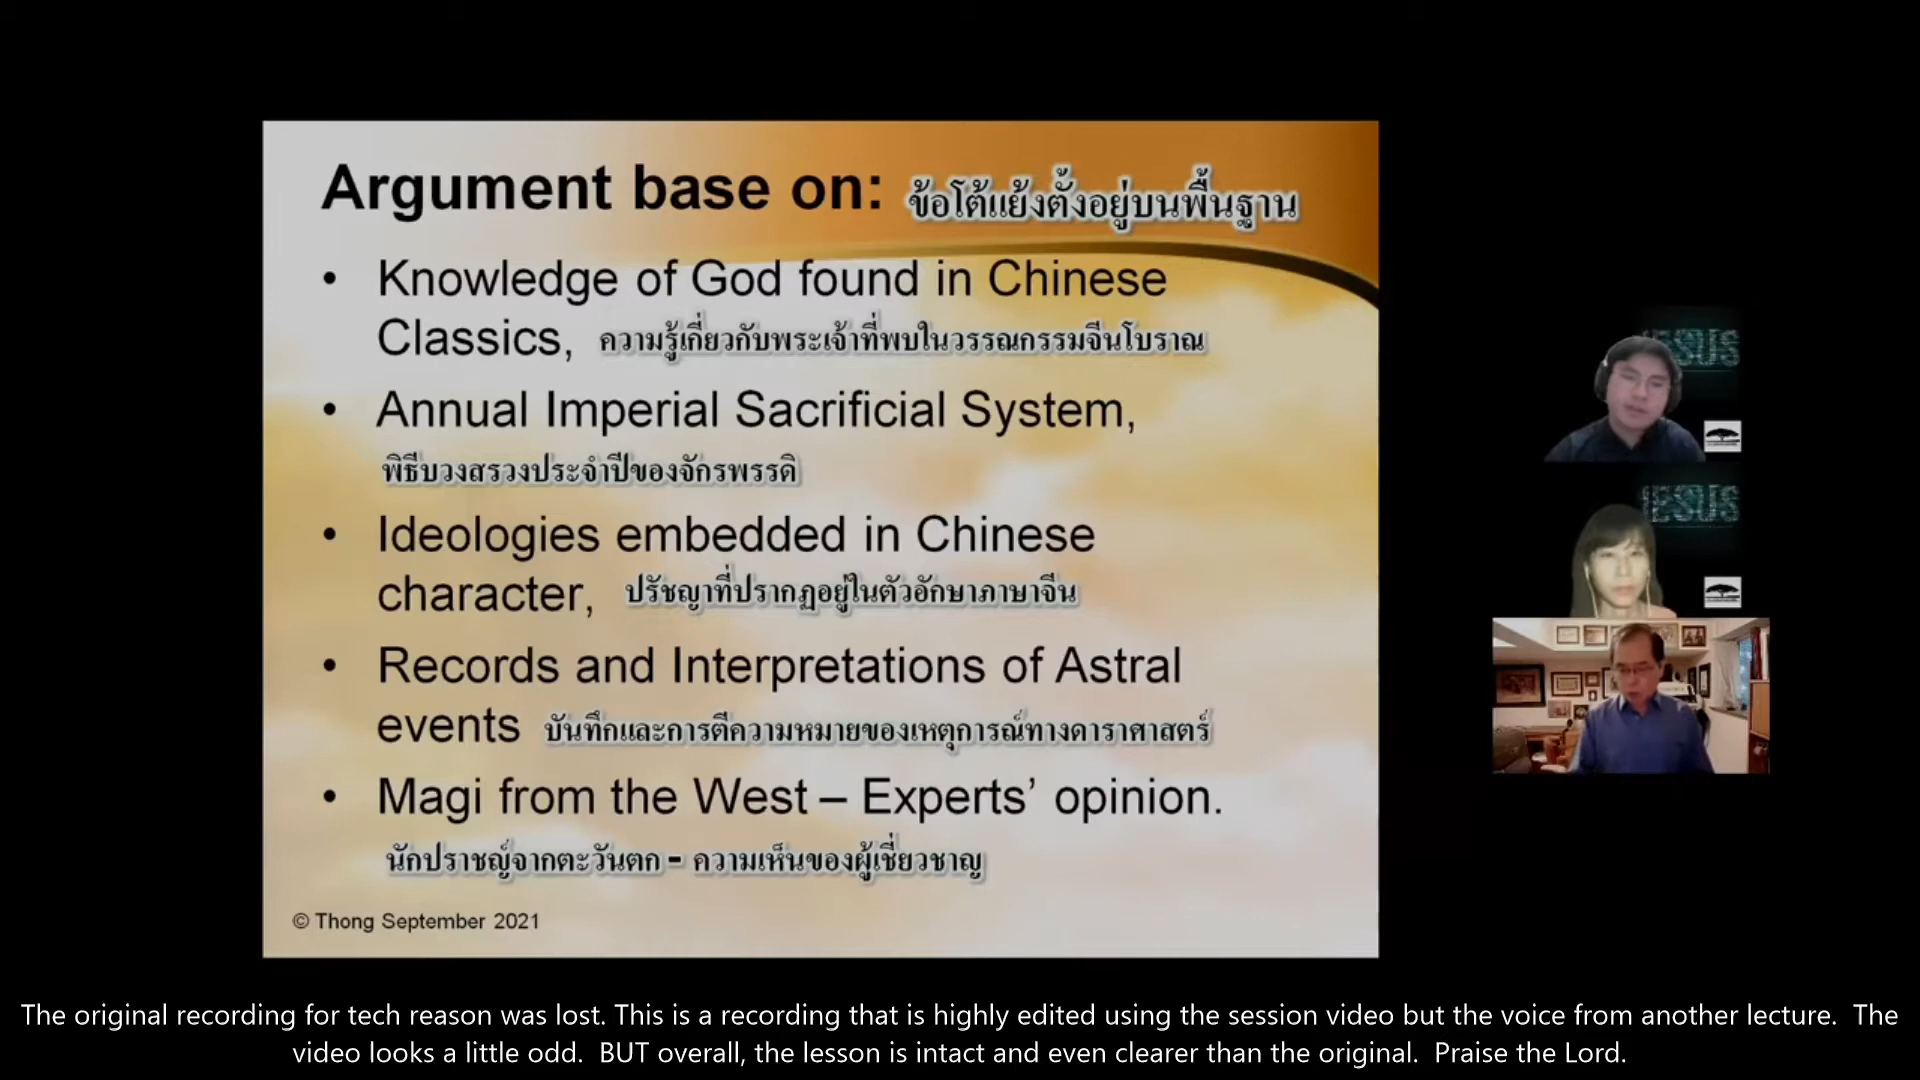 Argument base on: ข้อโต้แย้งตั้งอยู่บนพื้นฐาน
• Knowledge of God found in Chinese
Classics, ความรู้เกี่ยวกับพระเจ้าที่พบในวรรณกรรมจีนโบราณ
• Annual Imperial Sacrificial System,
พิธีบวงสรวงประจำปีของจักรพรรดิ
• Ideologies embedded in Chinese
character, ปรัชญาที่ปรากฏอยู่ในตัวอักษาภาษาจีน
• Records and Interpretations of Astral
events บันทึกและการตีความหมายของเหตุการณ์ทางดาราศาสตร์
• Magi from the West – Experts’ opinion.
นักปราชญ์จากตะวันตก - ความเห็นของผู้เชี่ยวชาญ
© Thong September 2021
JESUS
JESUS
The original recording for tech reason was lost. This is a recording that is highly edited using the session video but the voice from another lecture. The
video looks a little odd. BUT overall, the lesson is intact and even clearer than the original. Praise the Lord.